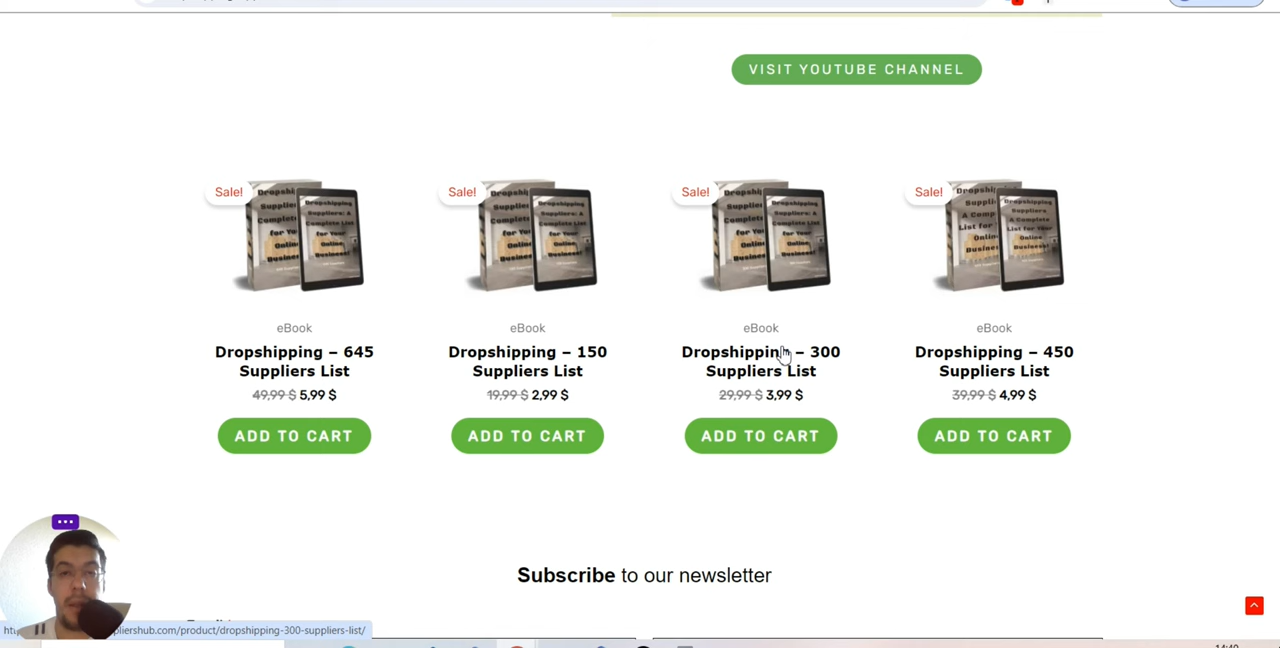 VISIT YOUTUBE CHANNEL
Sale!
Sale!
Sale!
Sale!
eBook
eBook
eBook
eBook
Dropshipping – 645
Suppliers List
Dropshipping – 150
Suppliers List
Dropshipping – 300
Suppliers List
Dropshipping – 450
Suppliers List
49,99 $ 5,99 $
19,99 $ 2,99 $
29,99 $ 3,99 $
39,99 $ 4,99 $
ADD TO CART
ADD TO CART
ADD TO CART
ADD TO CART
Subscribe to our newsletter
pliershub.com/product/dropshipping-300-suppliers-list/